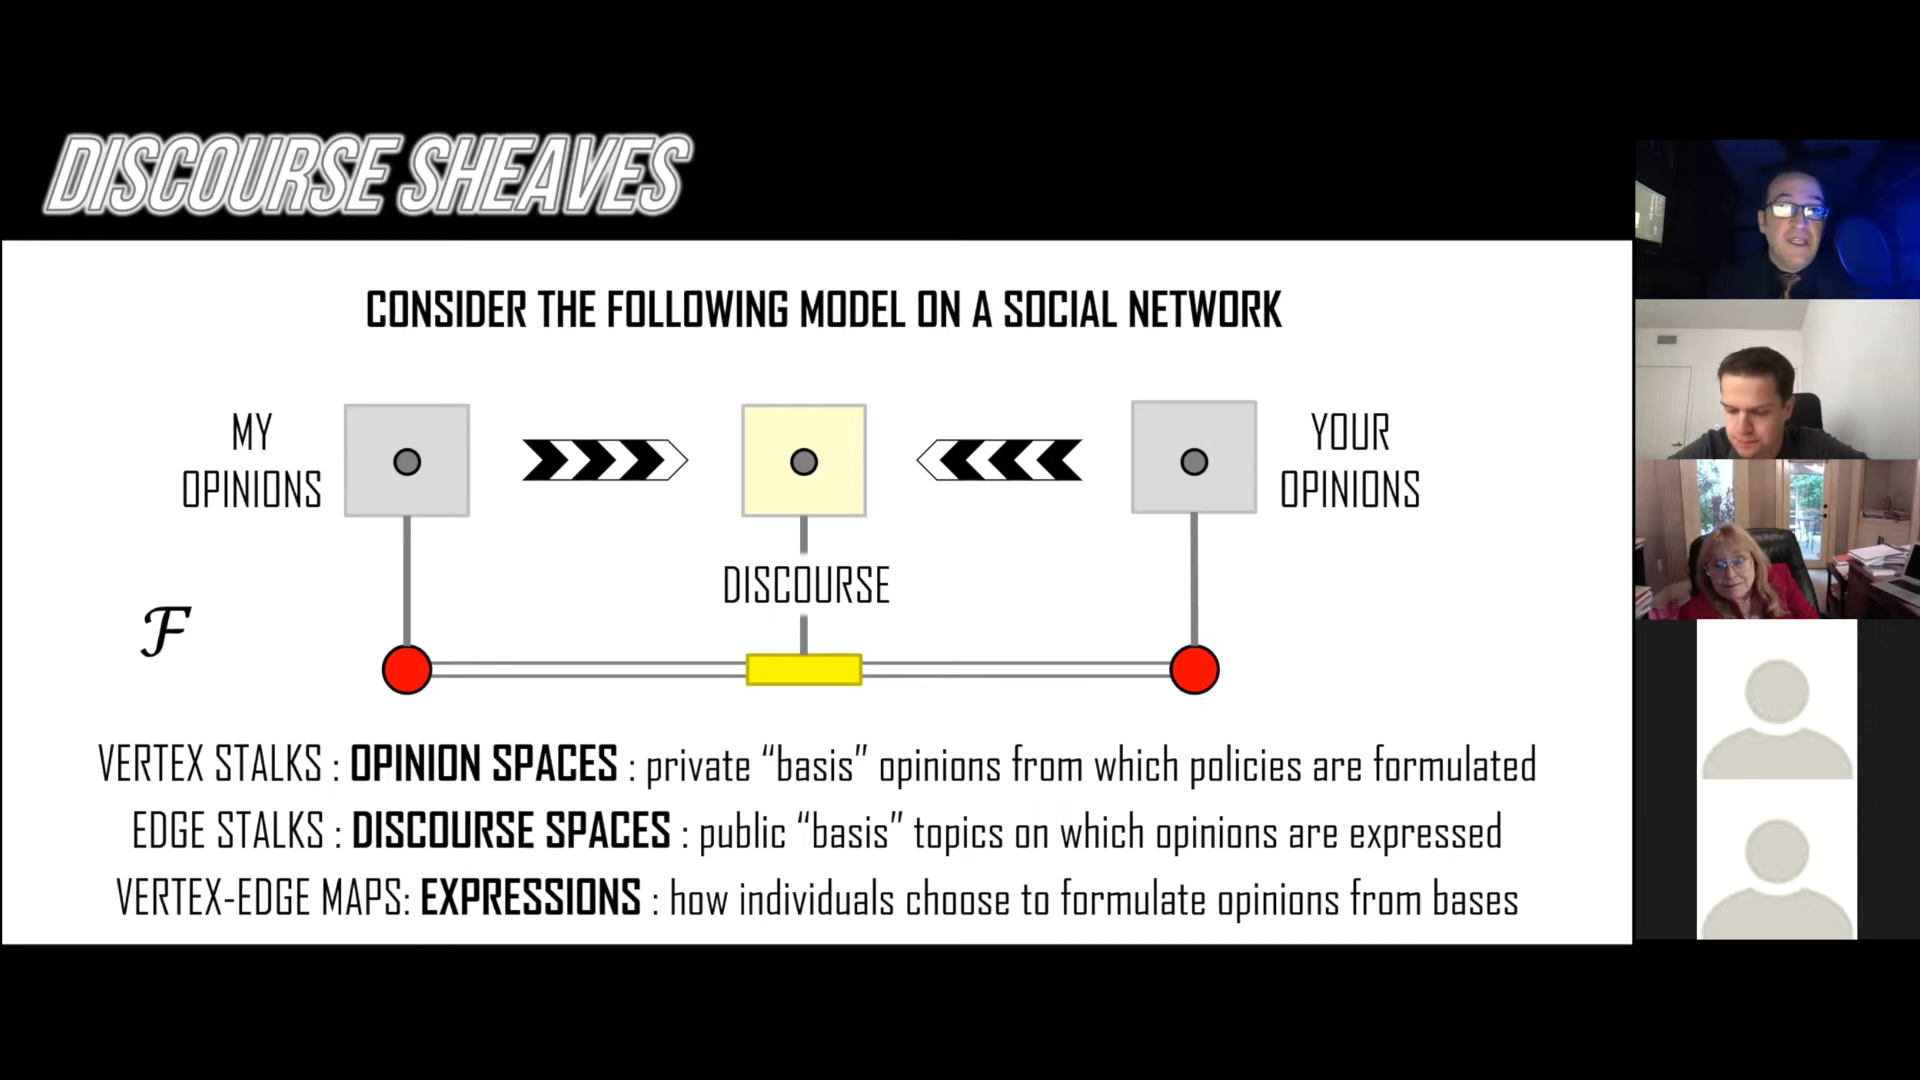 DISCOURSE SHEAVES
CONSIDER THE FOLLOWING MODEL ON A SOCIAL NETWORK
MY
OPINIONS
YOUR
OPINIONS
DISCOURSE
ℱ
VERTEX STALKS : OPINION SPACES : private “basis” opinions from which policies are formulated
EDGE STALKS : DISCOURSE SPACES : public “basis” topics on which opinions are expressed
VERTEX-EDGE MAPS: EXPRESSIONS : how individuals choose to formulate opinions from bases